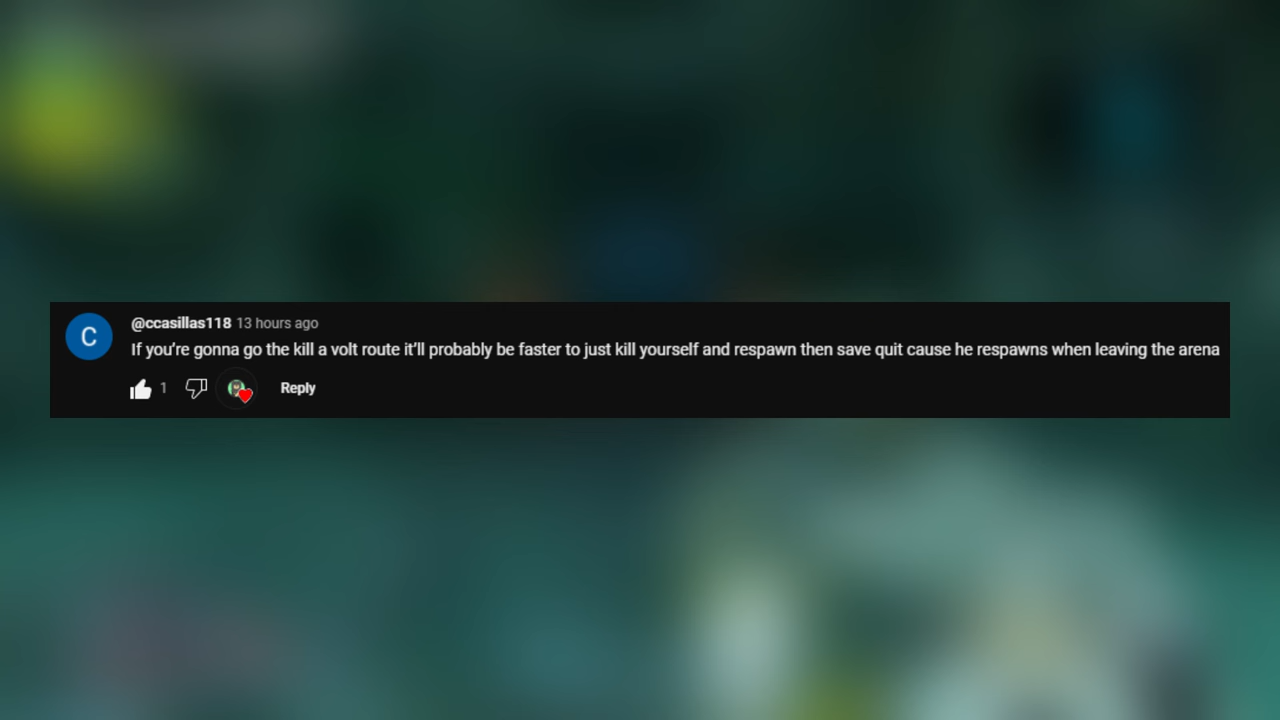 C
@ccasillas118 13 hours ago
If you're gonna go the kill a volt route it'll probably be faster to just kill yourself and respawn then save quit cause he respawns when leaving the arena
1 Reply